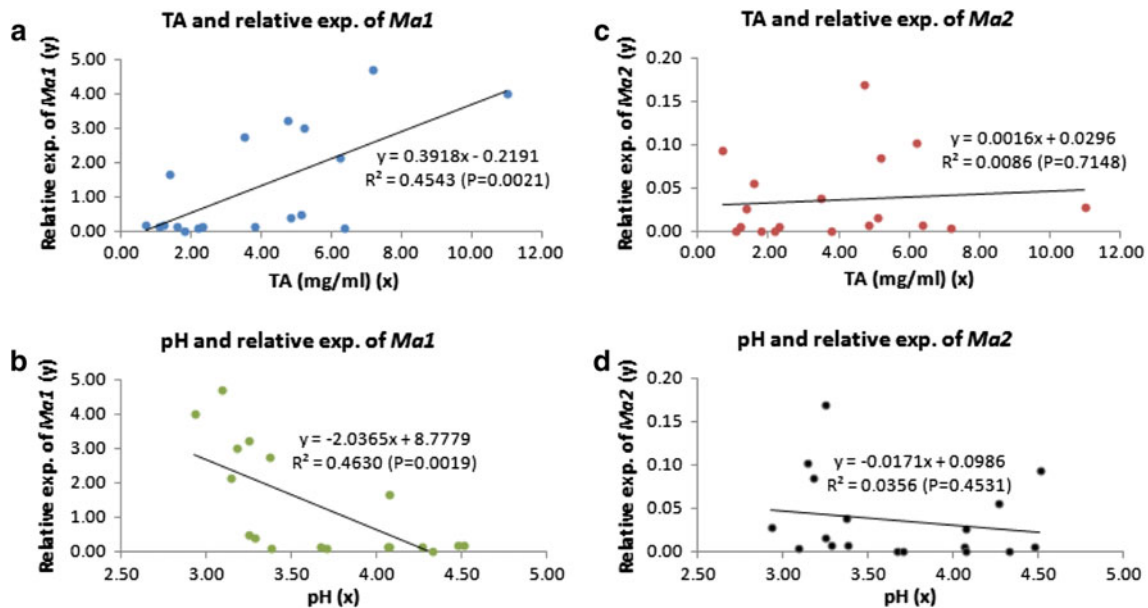 a
TA and relative exp. of Ma1
Relative exp. of Ma1 (y)
5.00
4.00
3.00
2.00
1.00
0.00
y = 0.3918x - 0.2191
R² = 0.4543 (P=0.0021)
0.00 2.00 4.00 6.00 8.00 10.00 12.00
TA (mg/ml) (x)
c
TA and relative exp. of Ma2
Relative exp. of Ma2 (y)
0.20
0.15
0.10
0.05
0.00
y = 0.0016x + 0.0296
R² = 0.0086 (P=0.7148)
0.00 2.00 4.00 6.00 8.00 10.00 12.00
TA (mg/ml) (x)
b
pH and relative exp. of Ma1
Relative exp. of Ma1 (y)
5.00
4.00
3.00
2.00
1.00
0.00
y = -2.0365x + 8.7779
R² = 0.4630 (P=0.0019)
2.50 3.00 3.50 4.00 4.50 5.00
pH (x)
d
pH and relative exp. of Ma2
Relative exp. of Ma2 (y)
0.20
0.15
0.10
0.05
0.00
y = -0.0171x + 0.0986
R² = 0.0356 (P=0.4531)
2.50 3.00 3.50 4.00 4.50 5.00
pH (x)